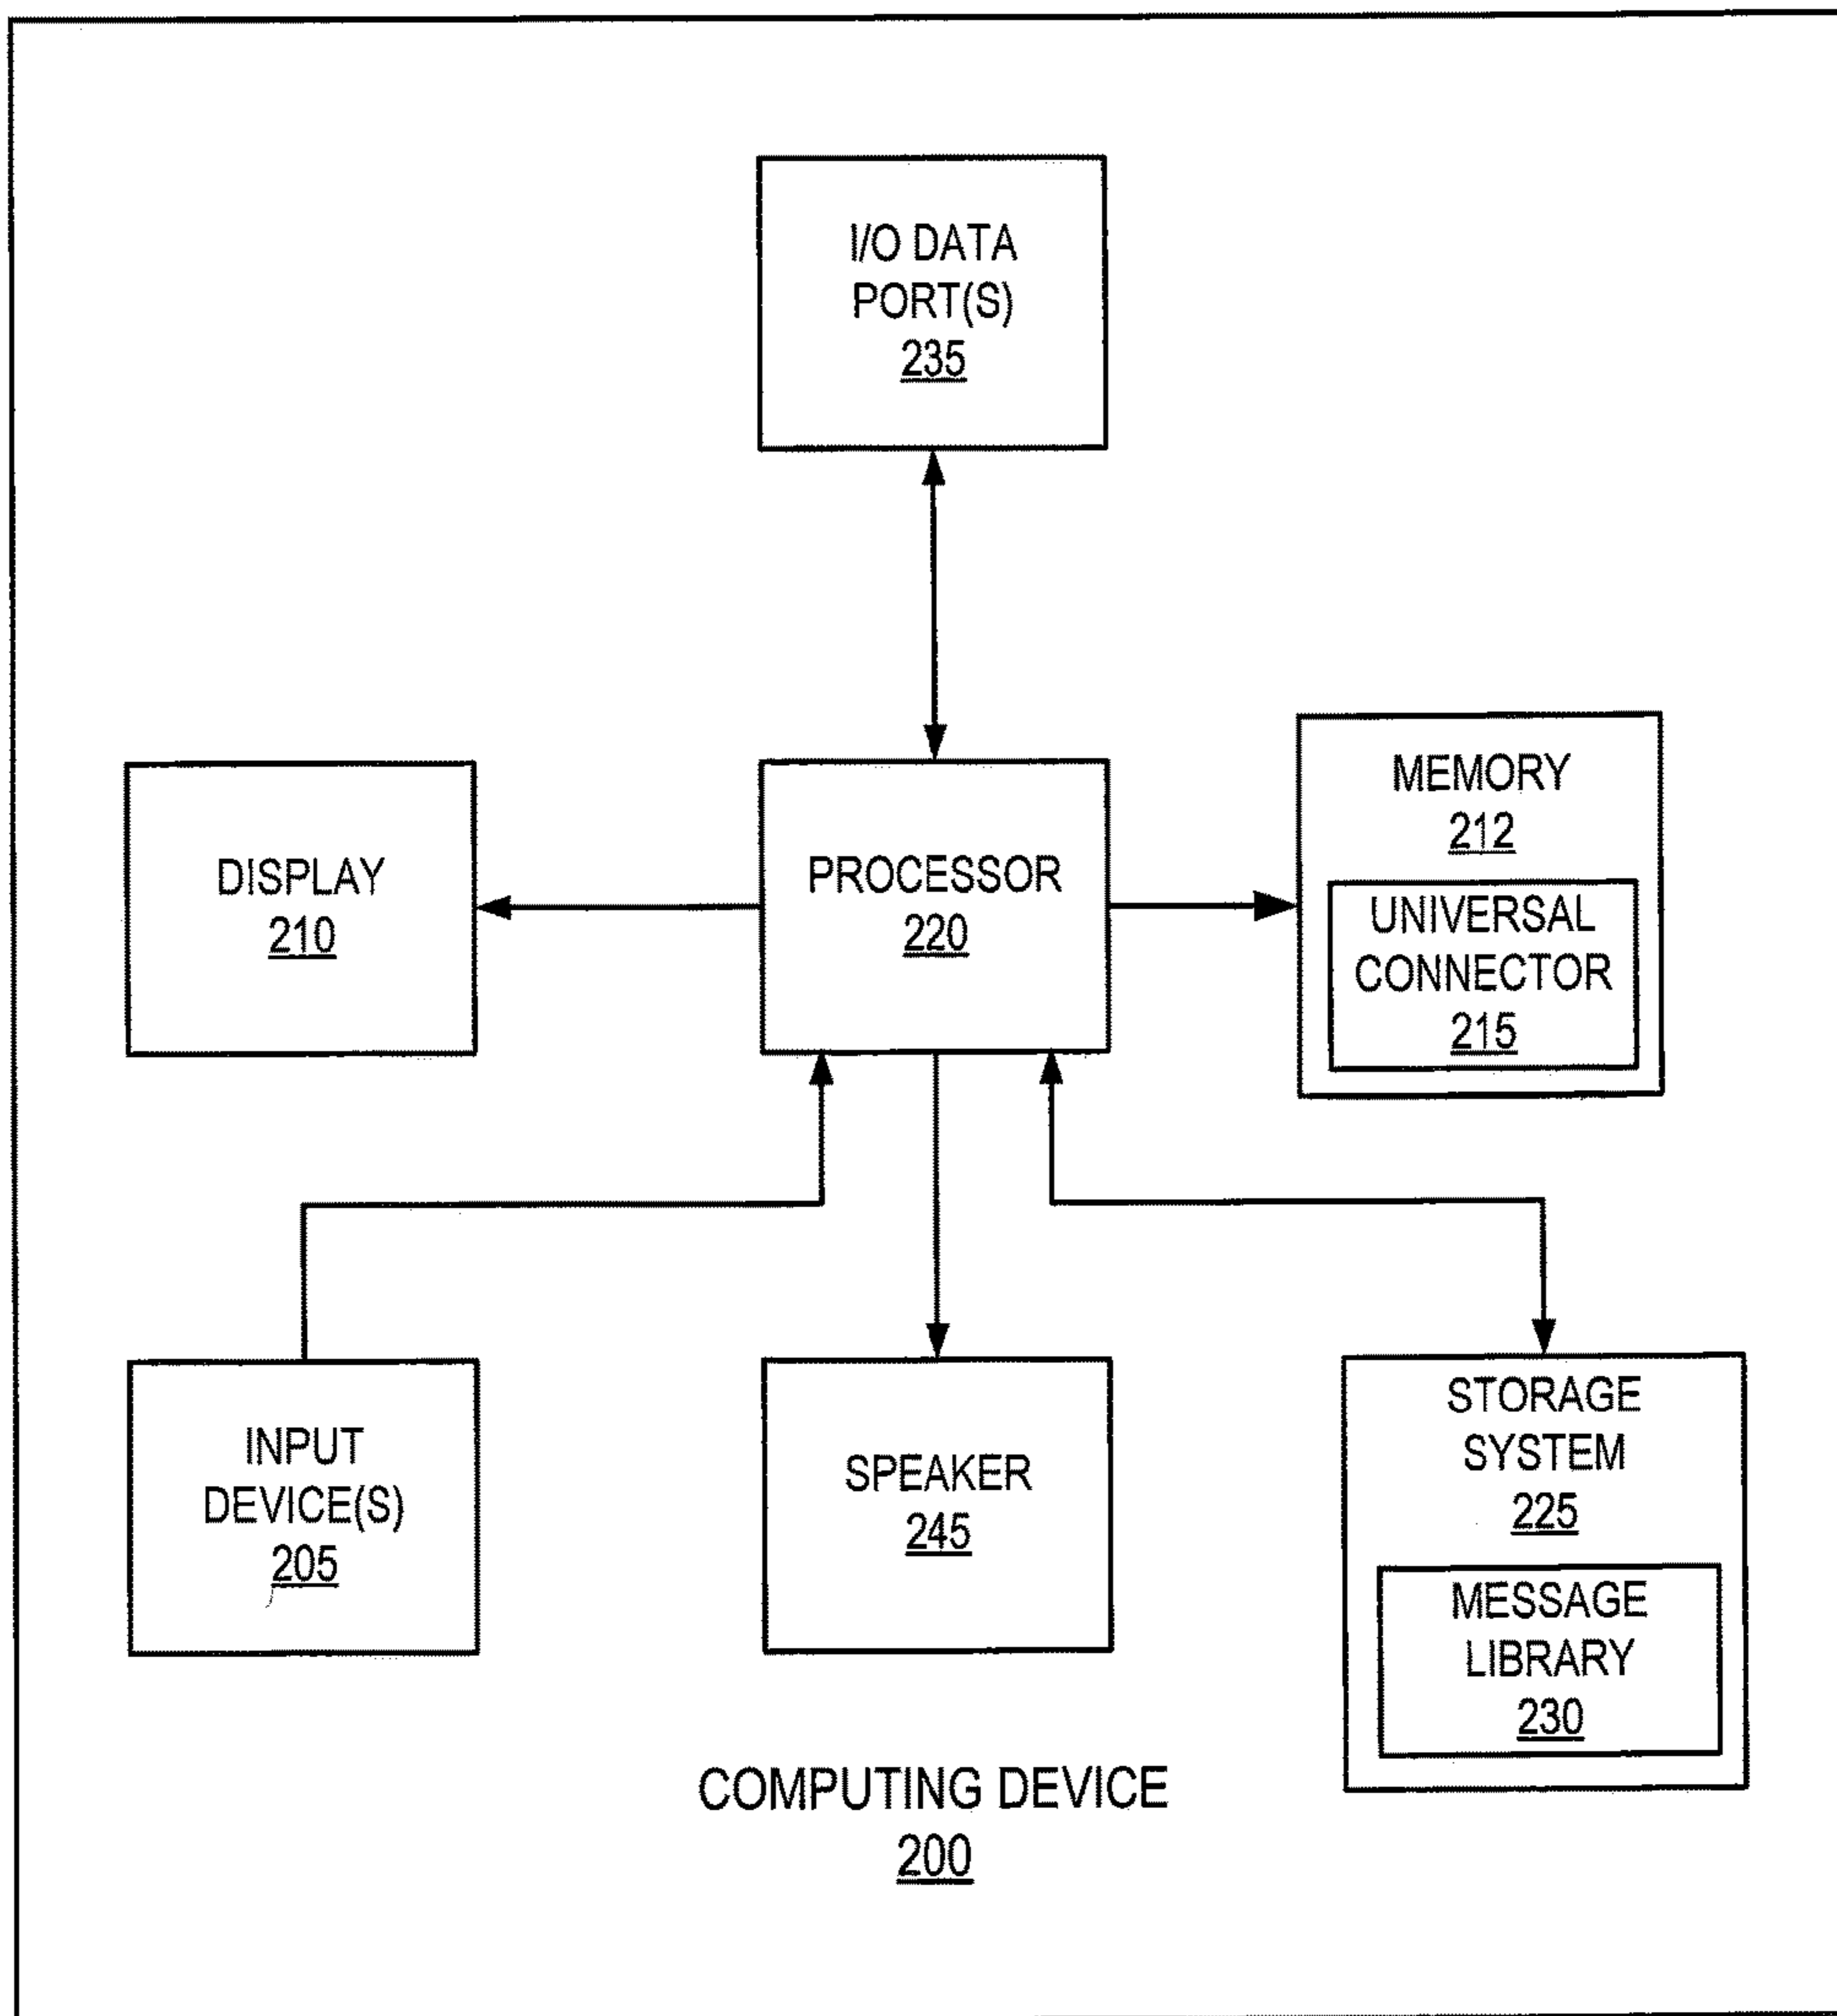 I/O DATA
PORT(S)
235
DISPLAY
210
PROCESSOR
220
MEMORY
212
UNIVERSAL
CONNECTOR
215
INPUT
DEVICE(S)
205
SPEAKER
245
STORAGE
SYSTEM
225
MESSAGE
LIBRARY
230
COMPUTING DEVICE
200